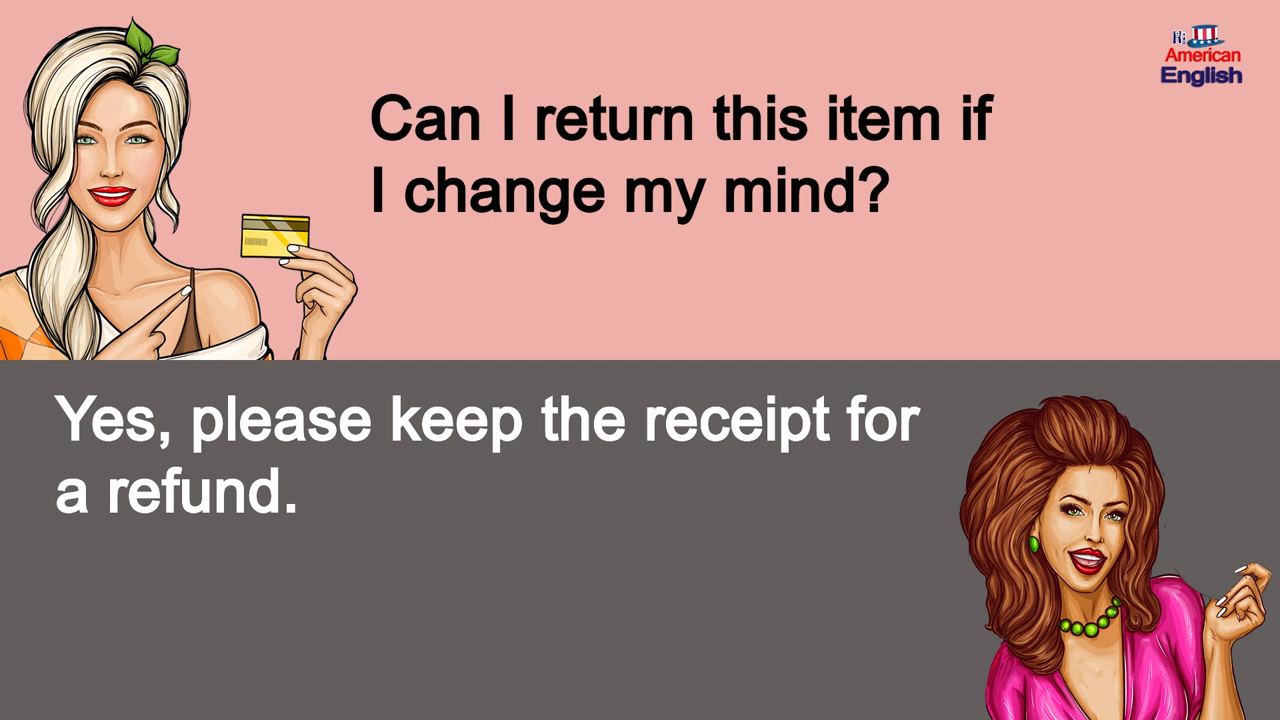 Hi
American
English
Can I return this item if
I change my mind?
Yes, please keep the receipt for
a refund.